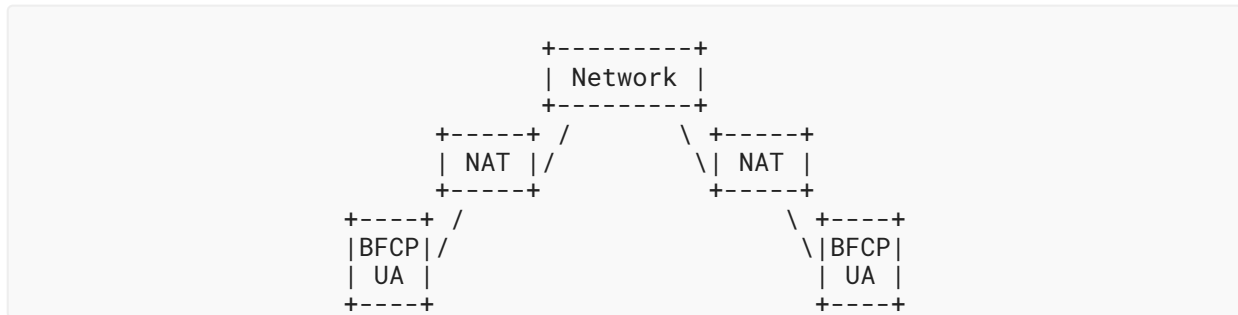 +---------+
| Network |
+---------+
+-----+ / \ +-----+
| NAT |/ \| NAT |
+-----+ +-----+
+----+ / \ +----+
|BFCP|/ \|BFCP|
| UA | | UA |
+----+ +----+